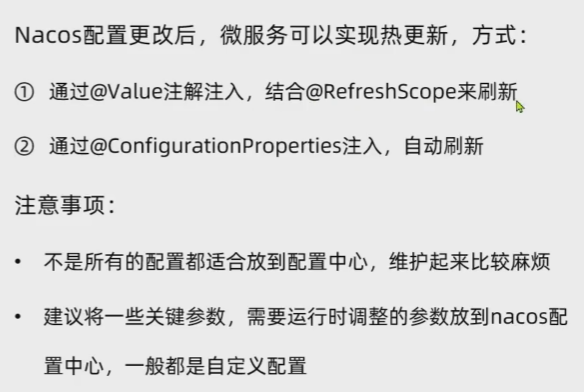 Nacos配置更改后，微服务可以实现热更新，方式：
① 通过@Value注解注入，结合@RefreshScope来刷新
② 通过@ConfigurationProperties注入，自动刷新
注意事项：
• 不是所有的配置都适合放到配置中心，维护起来比较麻烦
• 建议将一些关键参数，需要运行时调整的参数放到nacos配
置中心，一般都是自定义配置